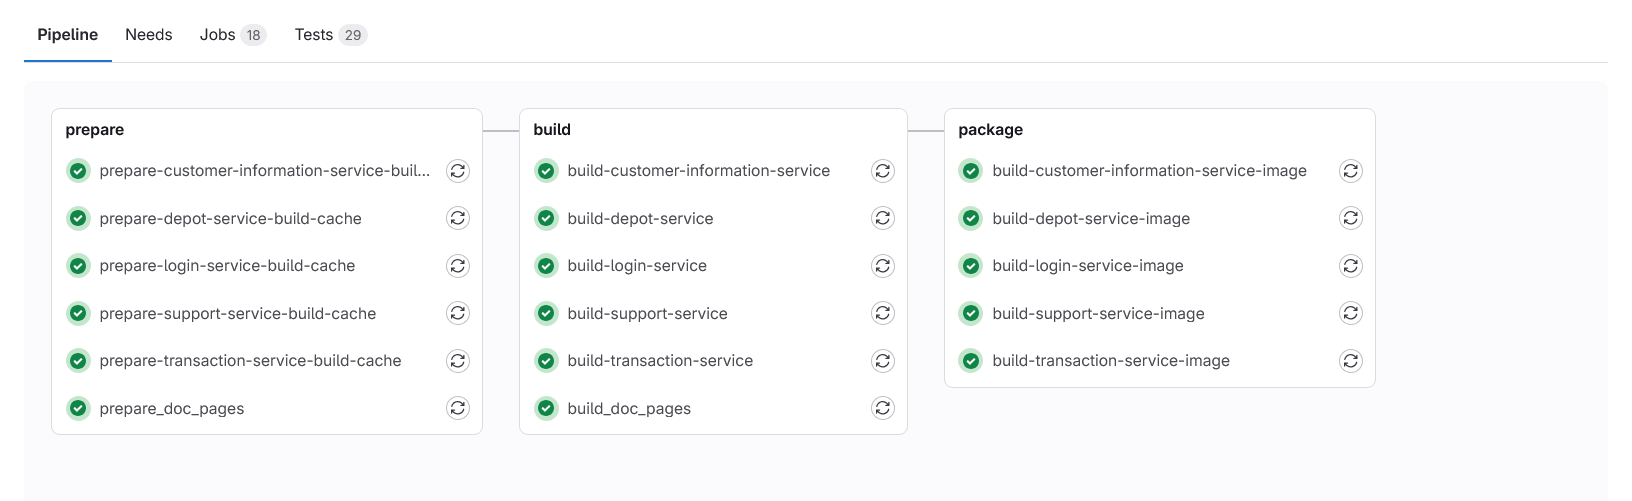 Pipeline Needs Jobs 18 Tests 29
prepare
prepare-customer-information-service-buil...
prepare-depot-service-build-cache
prepare-login-service-build-cache
prepare-support-service-build-cache
prepare-transaction-service-build-cache
prepare_doc_pages
build
build-customer-information-service
build-depot-service
build-login-service
build-support-service
build-transaction-service
build_doc_pages
package
build-customer-information-service-image
build-depot-service-image
build-login-service-image
build-support-service-image
build-transaction-service-image